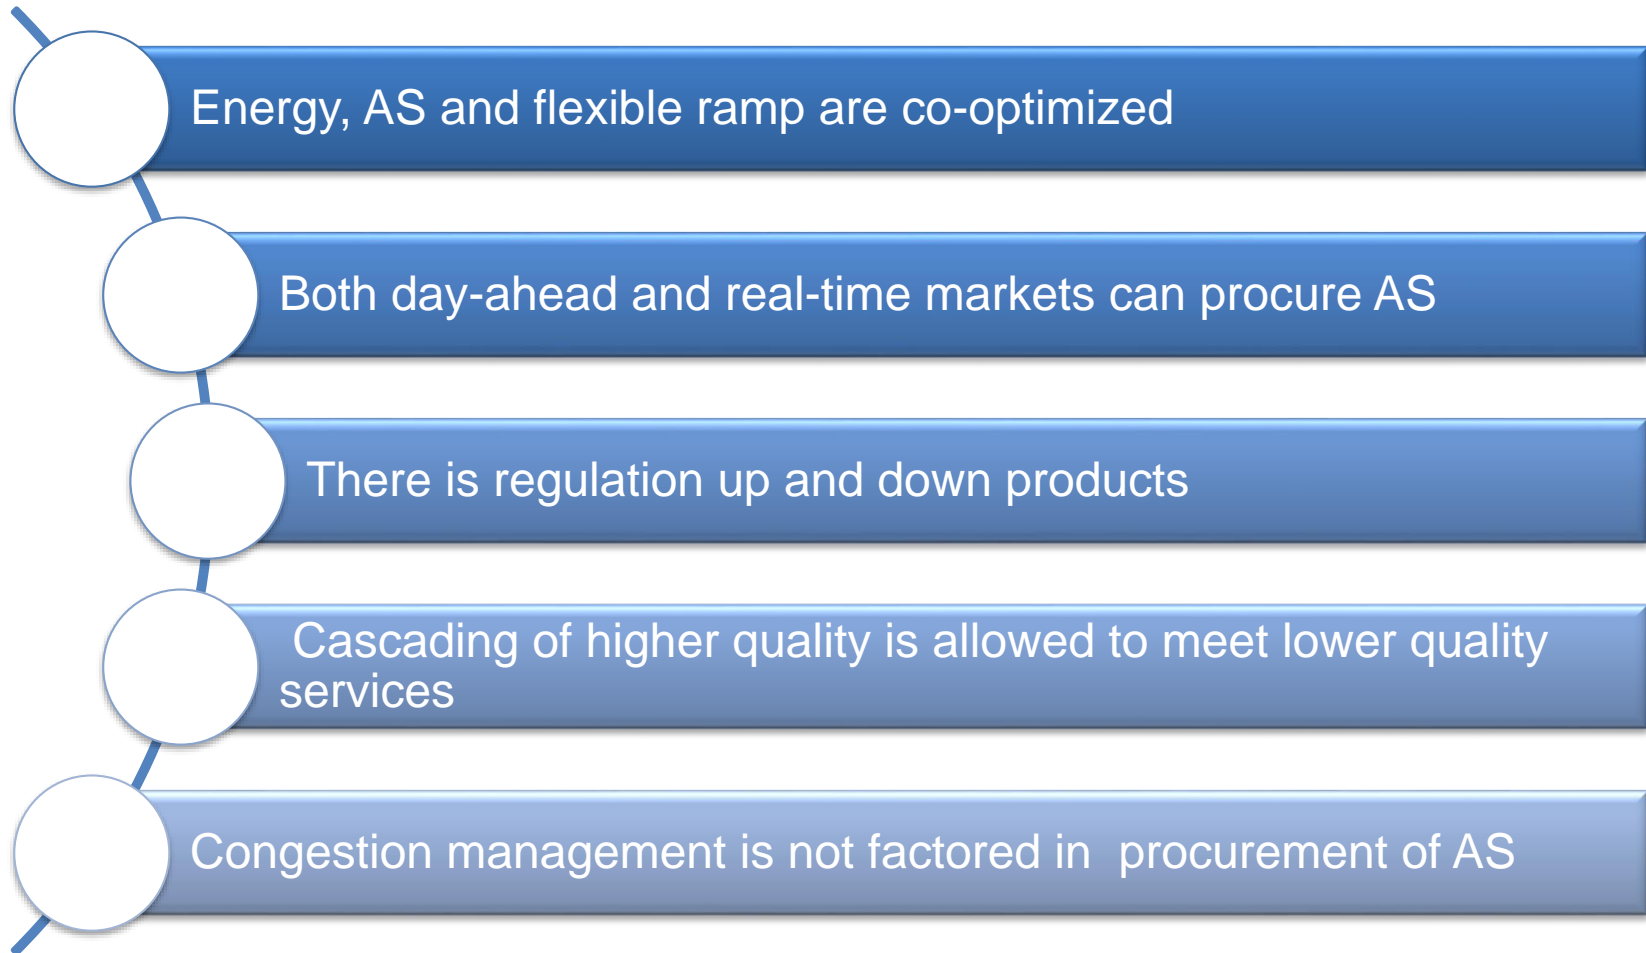 Energy, AS and flexible ramp are co-optimized
Both day-ahead and real-time markets can procure AS
There is regulation up and down products
Cascading of higher quality is allowed to meet lower quality
services
Congestion management is not factored in  procurement of AS